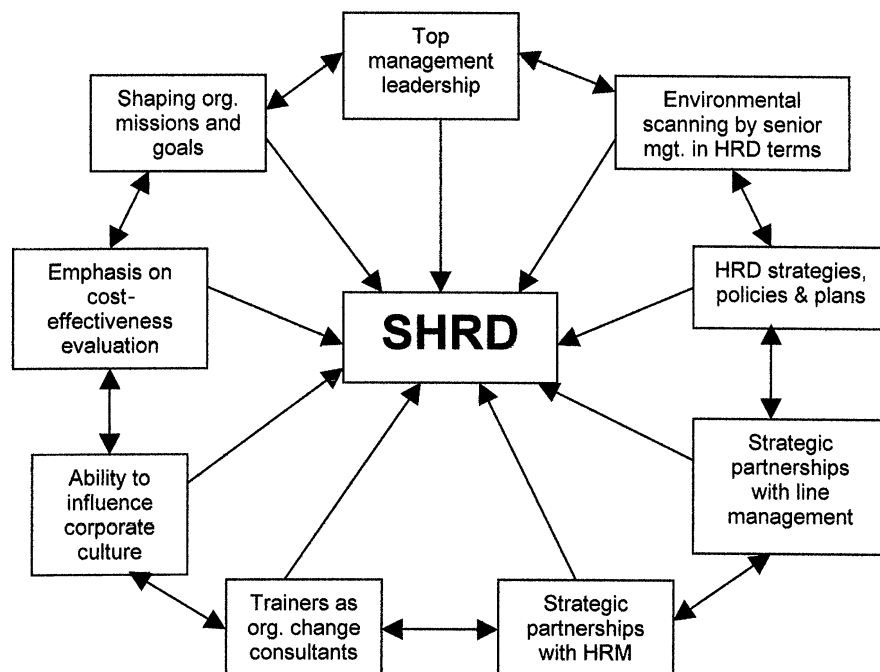 Top
management
leadership
Shaping org.
missions and
goals
Environmental
scanning by senior
mgt. in HRD terms
Emphasis on
cost-
effectiveness
evaluation
SHRD
HRD strategies,
policies & plans
Ability to
influence
corporate
culture
Strategic
partnerships
with line
management
Trainers as
org. change
consultants
Strategic
partnerships
with HRM